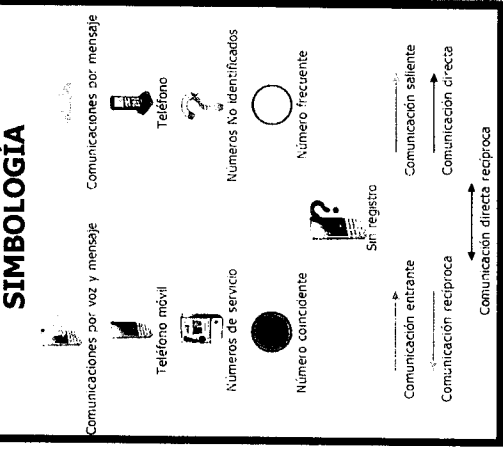 SIMBOLOGÍA
Comunicaciones por voz y mensaje
Comunicaciones por mensaje
Teléfono móvil
Teléfono
Números de servicio
Números No identificados
Número coincidente
Número frecuente
Sin registro
Comunicación entrante
Comunicación saliente
Comunicación recíproca
Comunicación directa
Comunicación directa recíproca